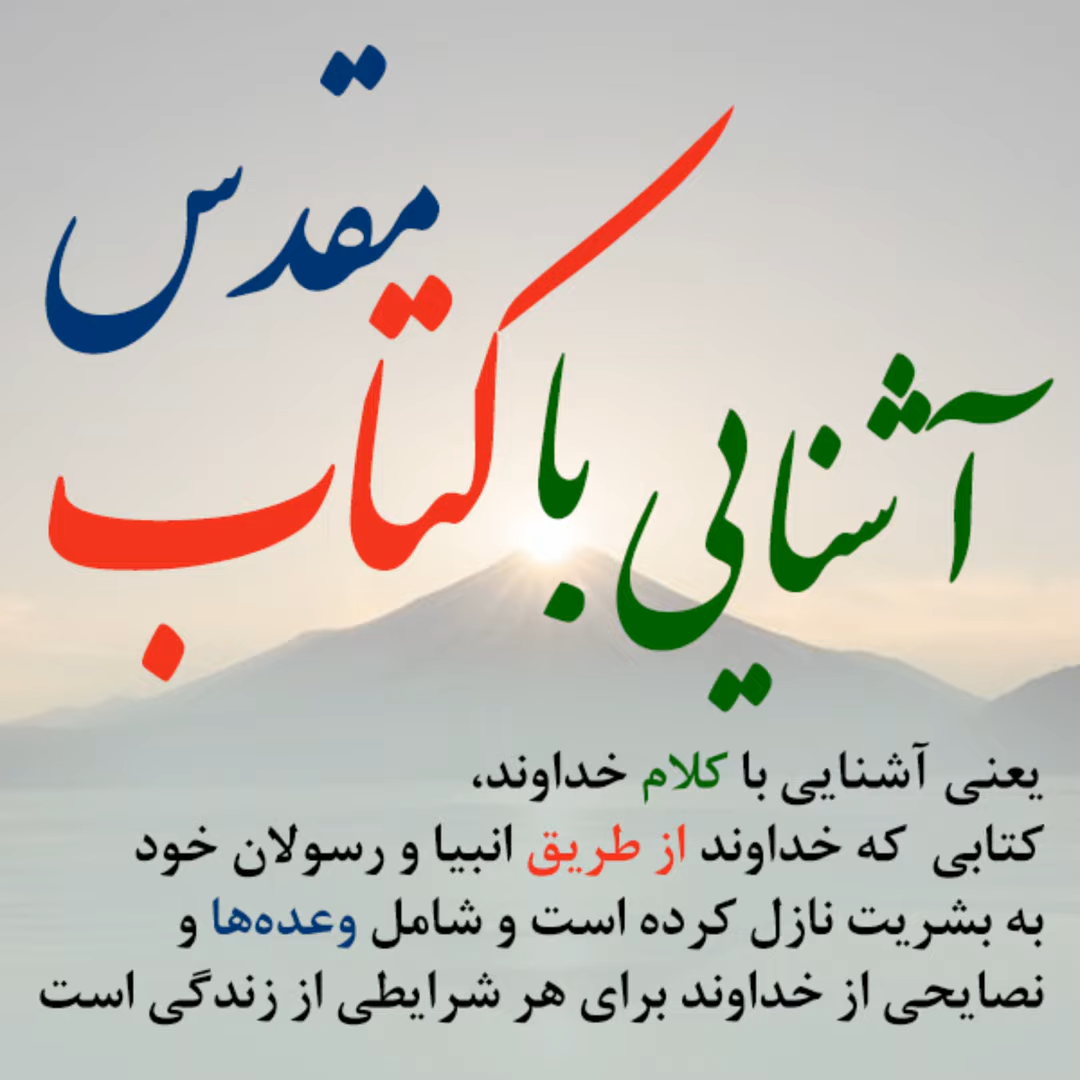 آشنایی با کتاب مقدس
یعنی آشنایی با کلام خداوند،
کتابی که خداوند از طریق انبیا و رسولان خود
به بشریت نازل کرده است و شامل وعده‌ها و
نصایحی از خداوند برای هر شرایطی از زندگی است